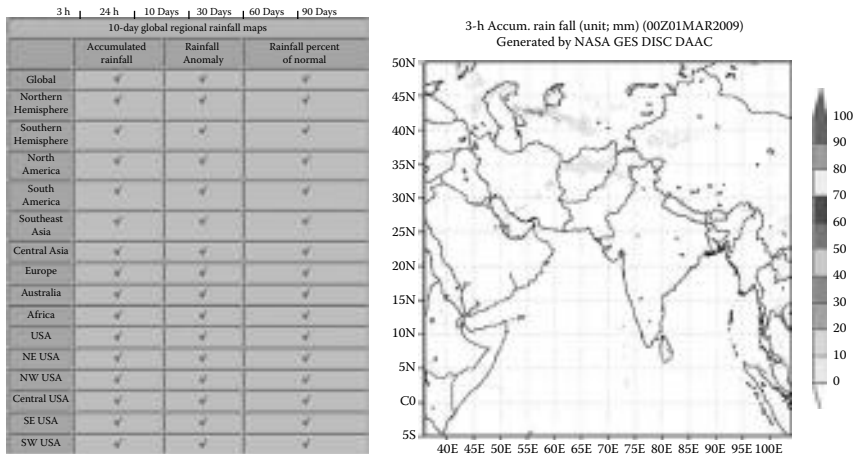 3 h 24 h 10 Days 30 Days 60 Days 90 Days
10-day global regional rainfall maps
Accumulated rainfall Rainfall Anomaly Rainfall percent of normal
Global
Northern
Hemisphere
Southern
Hemisphere
North
America
South
America
Southeast
Asia
Central Asia
Europe
Australia
Africa
USA
NE USA
NW USA
Central USA
SE USA
SW USA
3-h Accum. rain fall (unit; mm) (00Z01MAR2009)
Generated by NASA GES DISC DAAC
50N
45N
40N
35N
30N
25N
20N
15N
10N
5N
C0
5S
40E 45E 50E 55E 60E 65E 70E 75E 80E 85E 90E 95E 100E
100
90
80
70
60
50
40
30
20
10
0